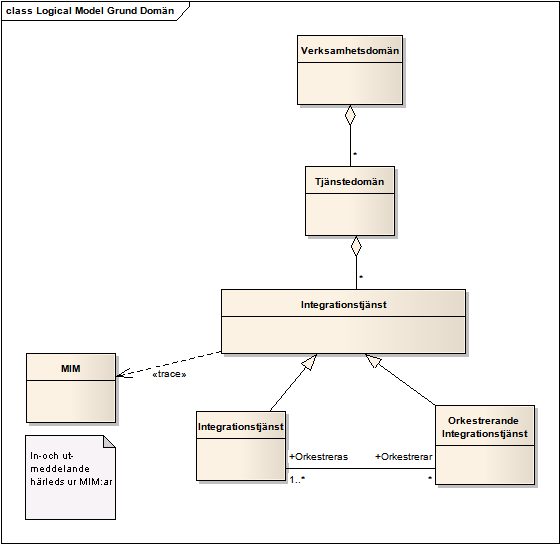 class Logical Model Grund Domän
Verksamhetsdomän
*
Tjänstedomän
*
Integrationstjänst
MIM
«trace»
Integrationstjänst
Orkestrerande
Integrationstjänst
+Orkestreras
+Orkestrerar
1..*
*
In-och ut-
meddelande
härleds ur MIM:ar